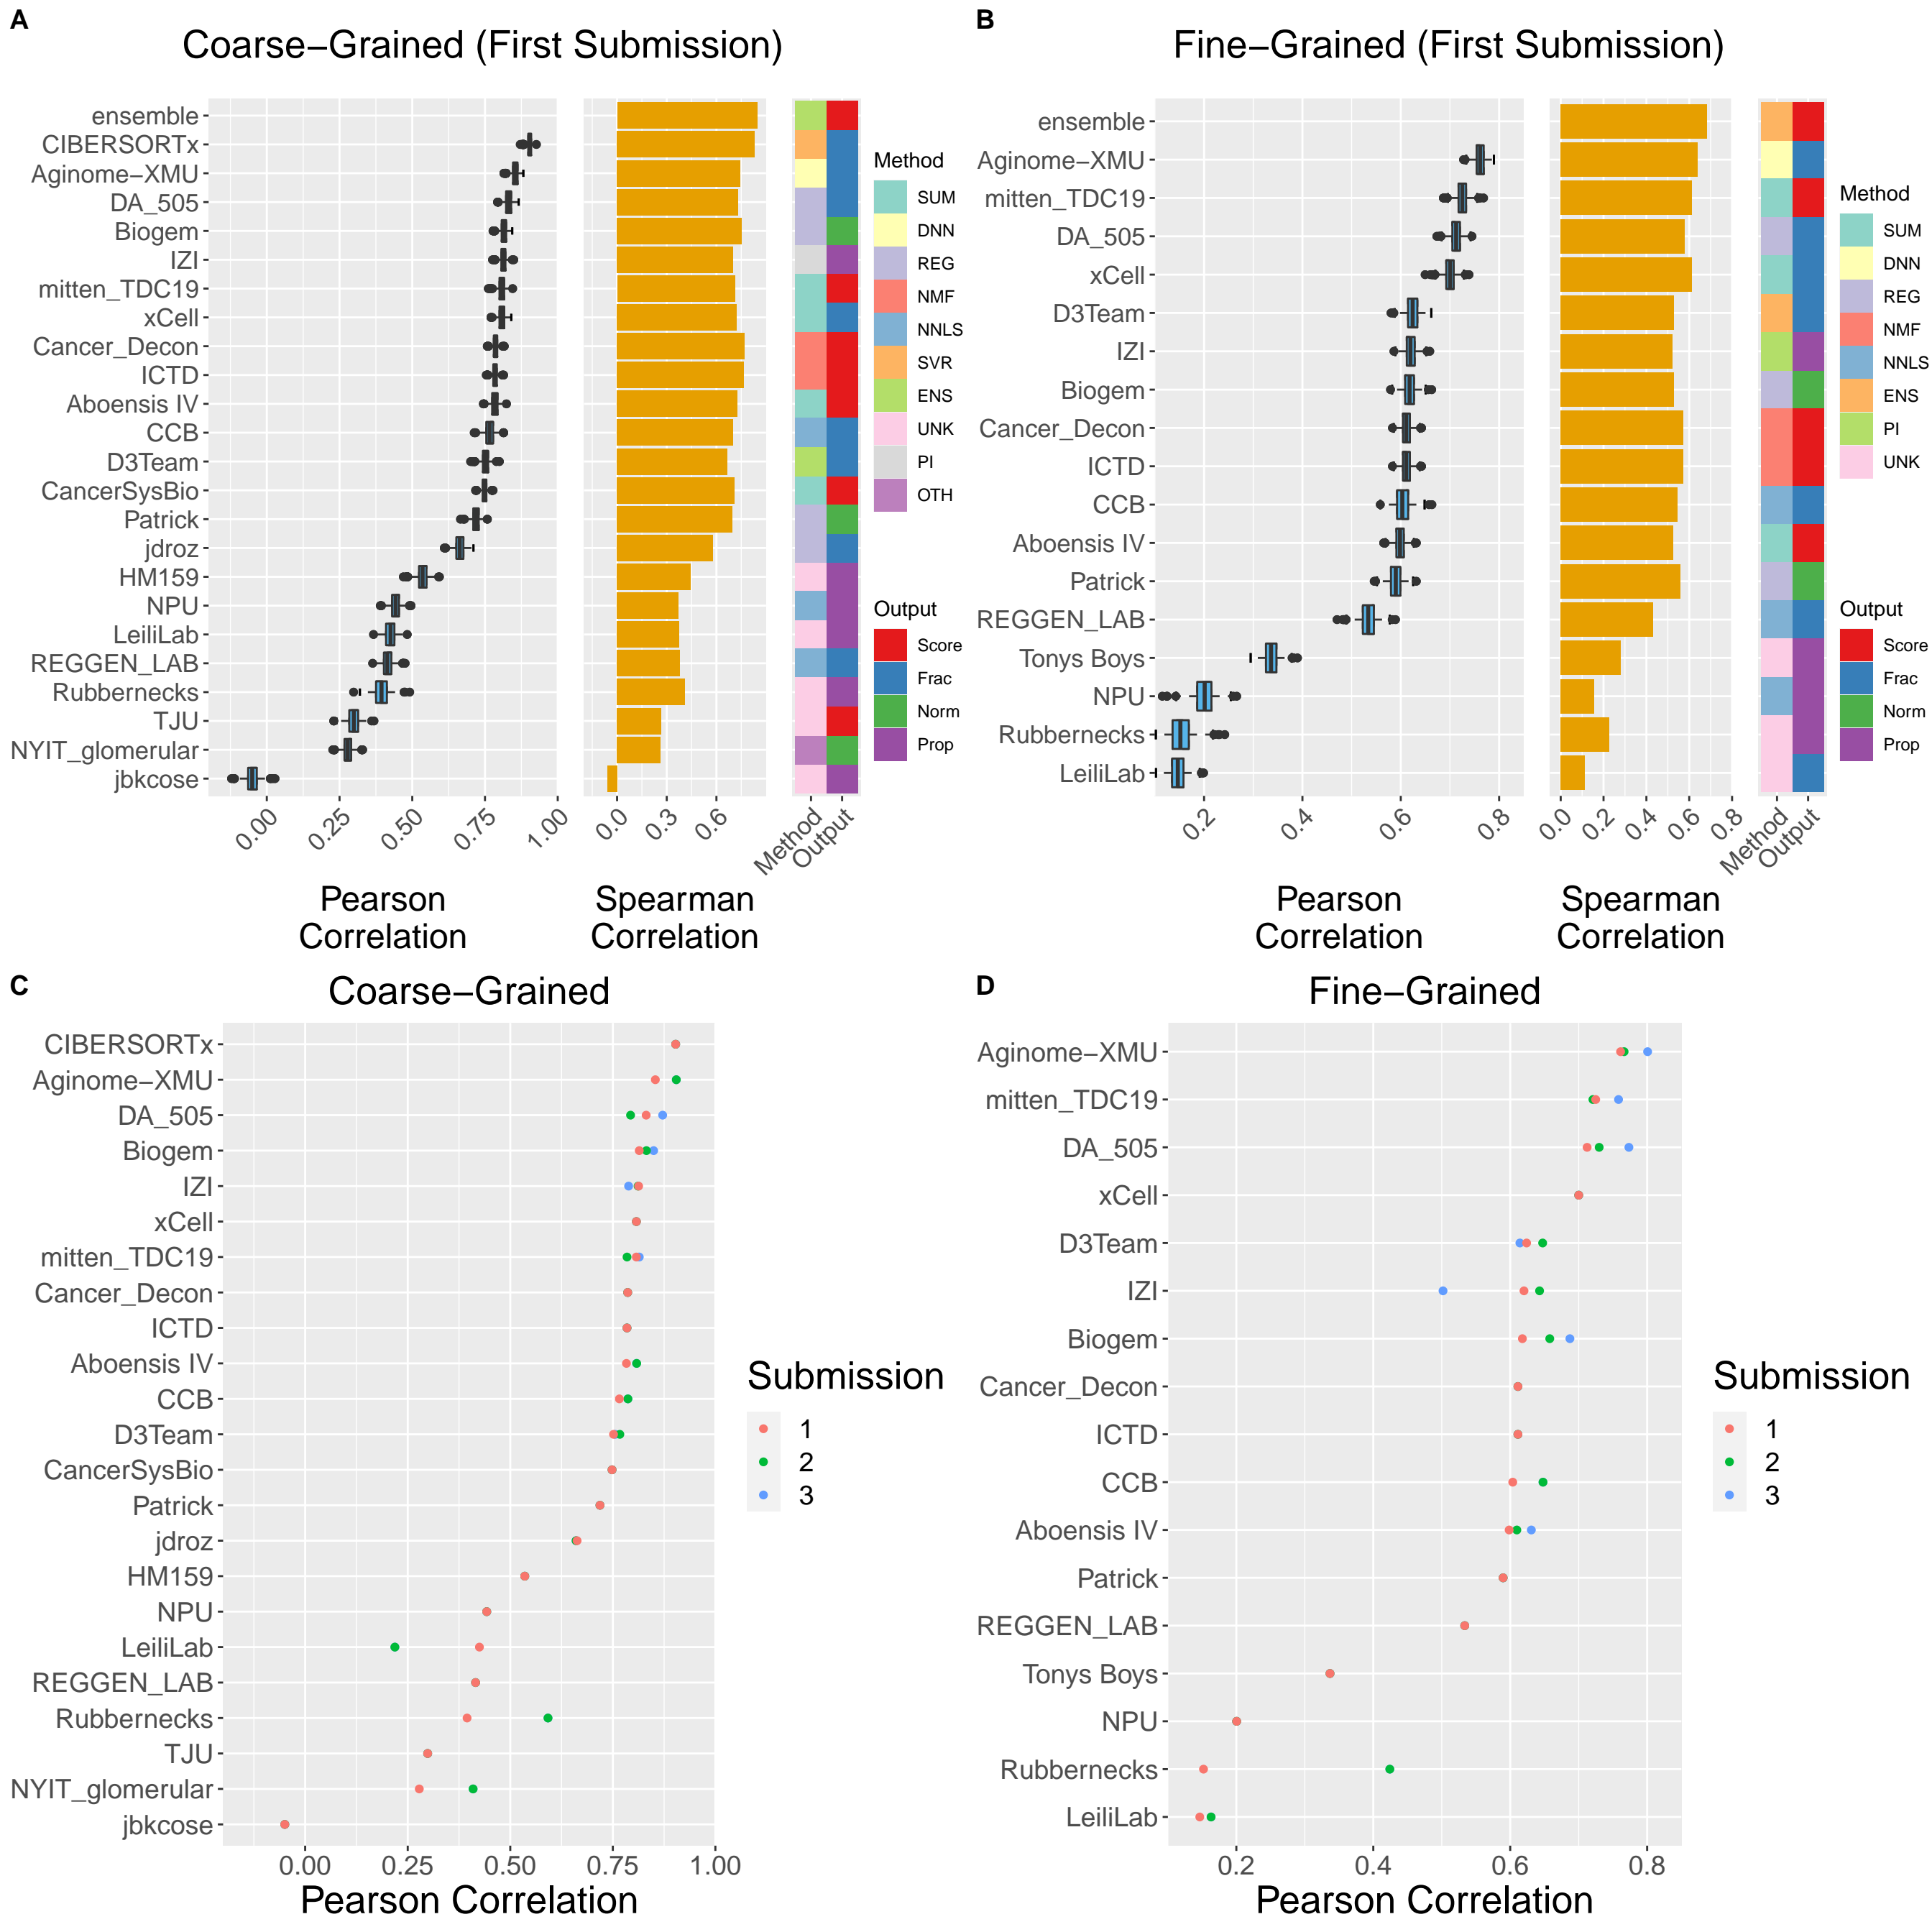 A
Coarse−Grained (First Submission)
ensemble
CIBERSORTx
Aginome−XMU
DA_505
Biogem
IZI
mitten_TDC19
xCell
Cancer_Decon
ICTD
Aboensis IV
CCB
D3Team
CancerSysBio
Patrick
jdroz
HM159
NPU
LeiliLab
REGGEN_LAB
Rubbernecks
TJU
NYIT_glomerular
jbkcose
0.00 0.25 0.50 0.75 1.00
Pearson
Correlation
0.0 0.3 0.6
Spearman
Correlation
Method Output
Method
SUM
DNN
REG
NMF
NNLS
SVR
ENS
UNK
PI
OTH
Output
Score
Frac
Norm
Prop
B
Fine−Grained (First Submission)
ensemble
Aginome−XMU
mitten_TDC19
DA_505
xCell
D3Team
IZI
Biogem
Cancer_Decon
ICTD
CCB
Aboensis IV
Patrick
REGGEN_LAB
Tonys Boys
NPU
Rubbernecks
LeiliLab
0.2 0.4 0.6 0.8
Pearson
Correlation
0.0 0.2 0.4 0.6 0.8
Spearman
Correlation
Method Output
Method
SUM
DNN
REG
NMF
NNLS
ENS
PI
UNK
Output
Score
Frac
Norm
Prop
C
Coarse−Grained
CIBERSORTx
Aginome−XMU
DA_505
Biogem
IZI
xCell
mitten_TDC19
Cancer_Decon
ICTD
Aboensis IV
CCB
D3Team
CancerSysBio
Patrick
jdroz
HM159
NPU
LeiliLab
REGGEN_LAB
Rubbernecks
TJU
NYIT_glomerular
jbkcose
0.00 0.25 0.50 0.75 1.00
Pearson Correlation
Submission
1
2
3
D
Fine−Grained
Aginome−XMU
mitten_TDC19
DA_505
xCell
D3Team
IZI
Biogem
Cancer_Decon
ICTD
CCB
Aboensis IV
Patrick
REGGEN_LAB
Tonys Boys
NPU
Rubbernecks
LeiliLab
0.2 0.4 0.6 0.8
Pearson Correlation
Submission
1
2
3